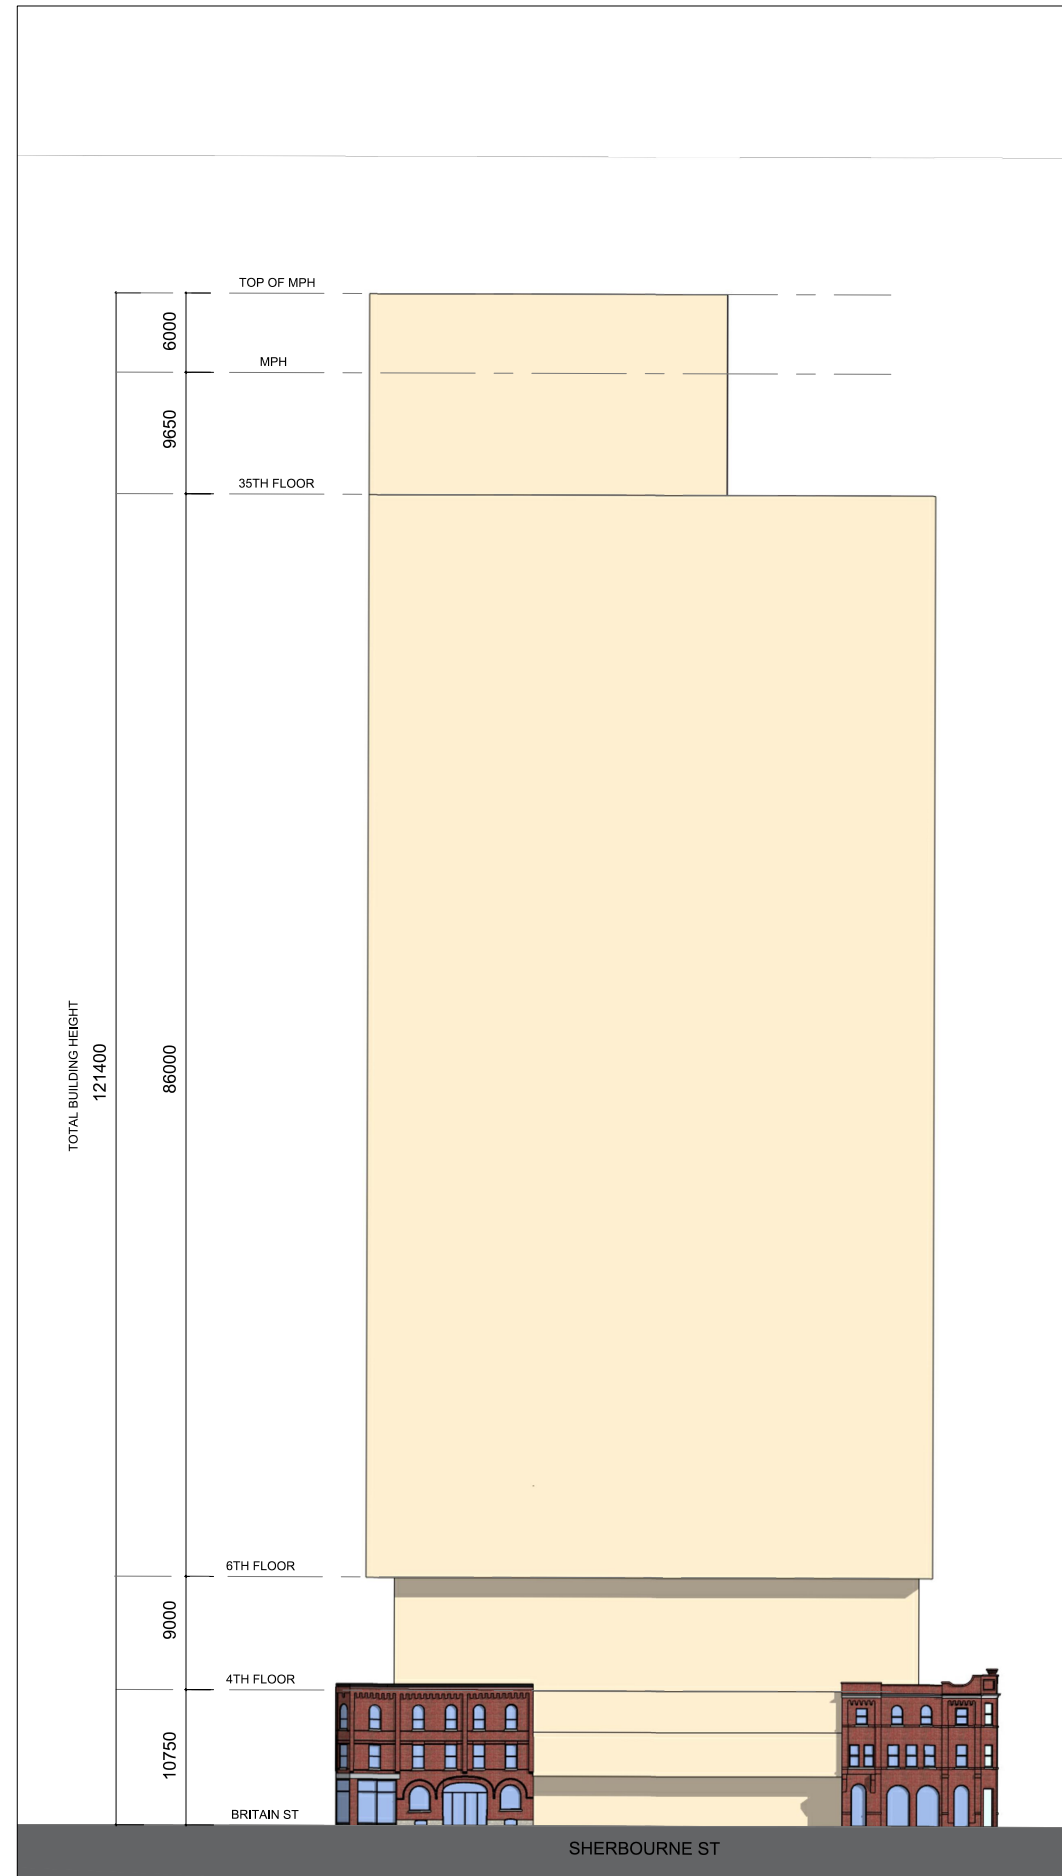 TOP OF MPH
6000
MPH
9650
35TH FLOOR
TOTAL BUILDING HEIGHT
121400
86000
6TH FLOOR
9000
4TH FLOOR
10750
BRITAIN ST
SHERBOURNE ST